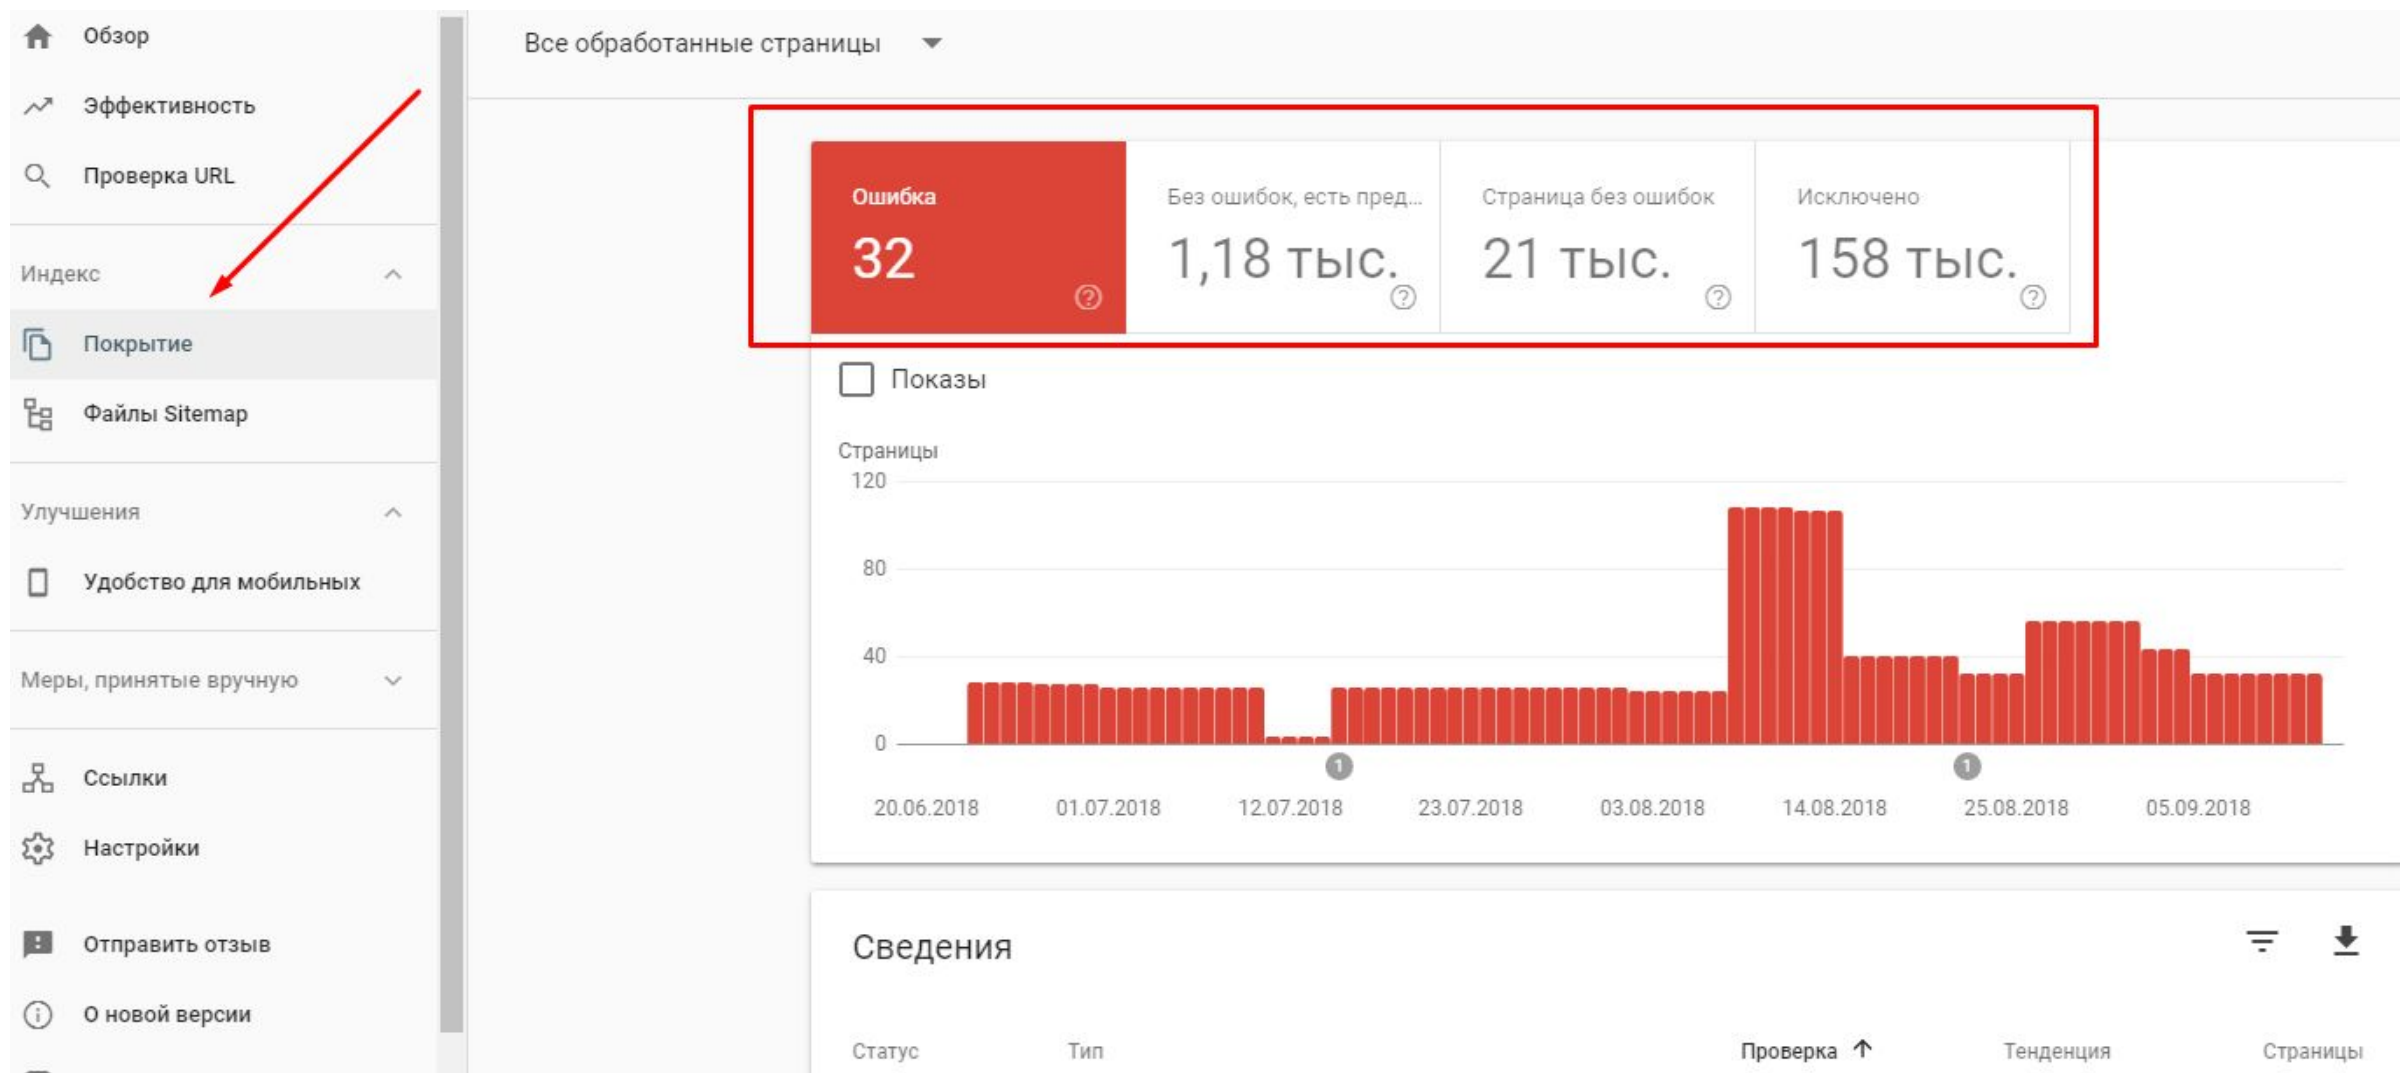 Обзор
Эффективность
Проверка URL
Индекс
Покрытие
Файлы Sitemap
Улучшения
Удобство для мобильных
Меры, принятые вручную
Ссылки
Настройки
Отправить отзыв
О новой версии
Все обработанные страницы
Ошибка
32
Без ошибок, есть пред...
1,18 тыс.
Страница без ошибок
21 тыс.
Исключено
158 тыс.
Показы
Страницы
120
80
40
0
1 1
20.06.2018 01.07.2018 12.07.2018 23.07.2018 03.08.2018 14.08.2018 25.08.2018 05.09.2018
Сведения
Статус Тип Проверка Тенденция Страницы